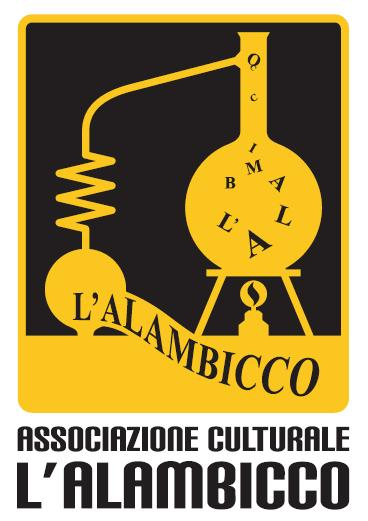 O
C
C
I
M
B A
L' L
A
L'ALAMBICCO
ASSOCIAZIONE CULTURALE
L'ALAMBICCO